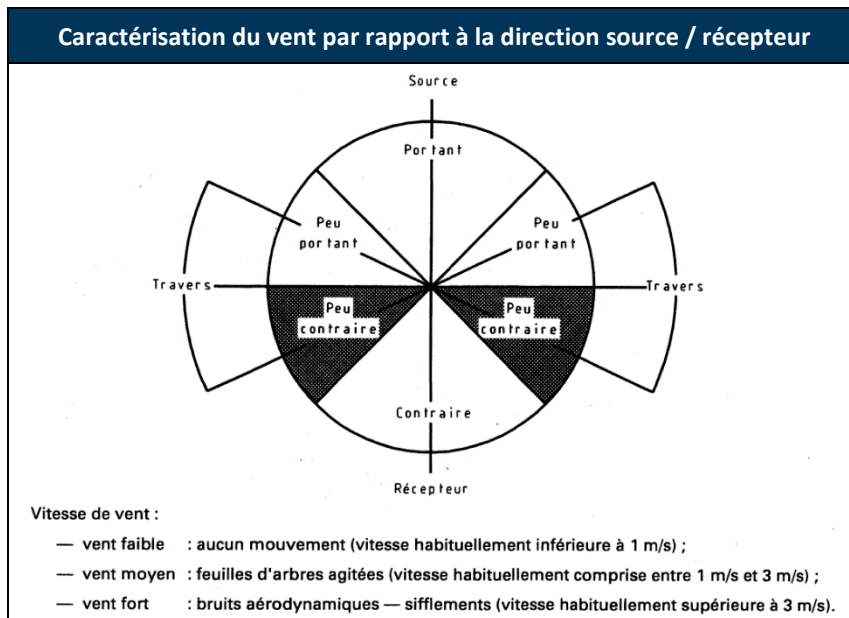 Caractérisation du vent par rapport à la direction source / récepteur
Source
Portant
Peu
portant
Peu
portant
Travers
Travers
Peu
contraire
Peu
contraire
Contraire
Récepteur
Vitesse de vent :
— vent faible : aucun mouvement (vitesse habituellement inférieure à 1 m/s) ;
— vent moyen : feuilles d'arbres agitées (vitesse habituellement comprise entre 1 m/s et 3 m/s) ;
— vent fort : bruits aérodynamiques — sifflements (vitesse habituellement supérieure à 3 m/s).